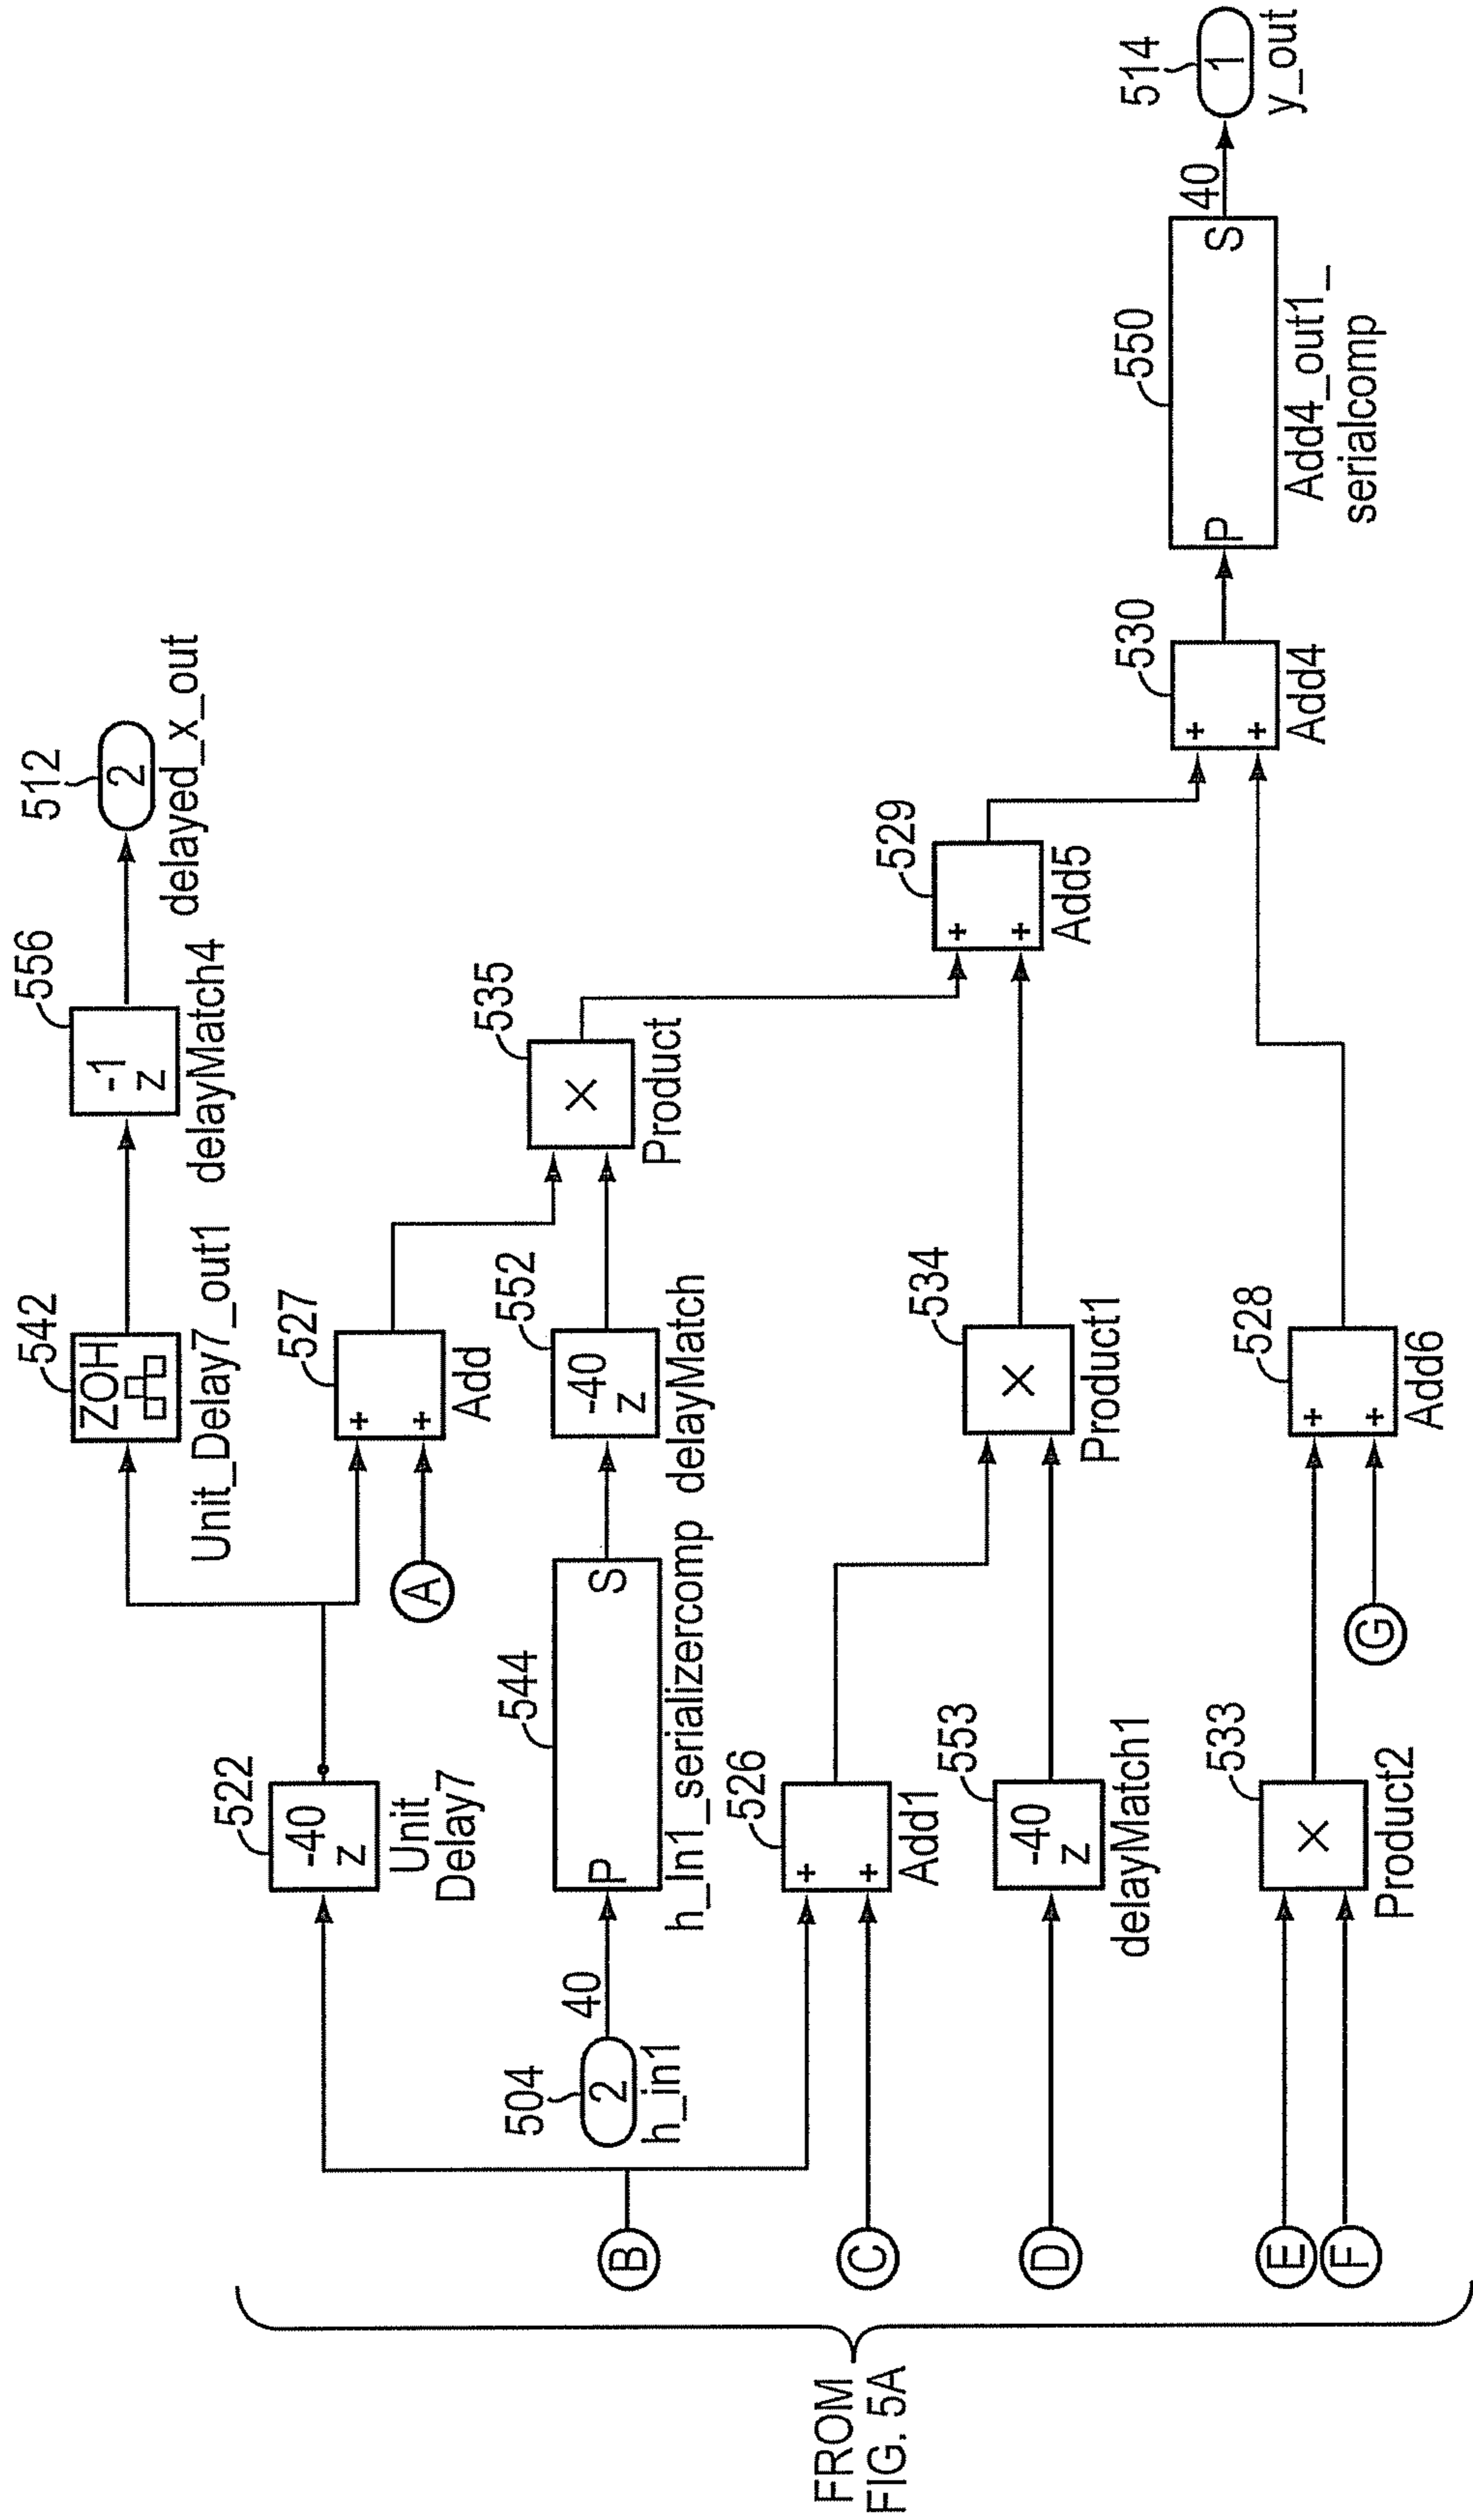 FROM
FIG. 5A
B
C
D
E
F
504
2
h_in1
40
522
-40
z
Unit
Delay7
544
P
S
h_In1_serializercomp
526
+
+
Add1
553
-40
z
delayMatch1
533
×
Product2
A
G
542
ZOH
Unit_Delay7_out1
527
+
+
Add
552
-40
z
delayMatch
534
×
Product1
528
+
+
Add6
556
-1
z
delayMatch4
535
×
Product
512
2
delayed_x_out
529
+
+
Add5
530
+
+
Add4
550
P
S
Add4_out1_
serialcomp
40
514
1
y_out